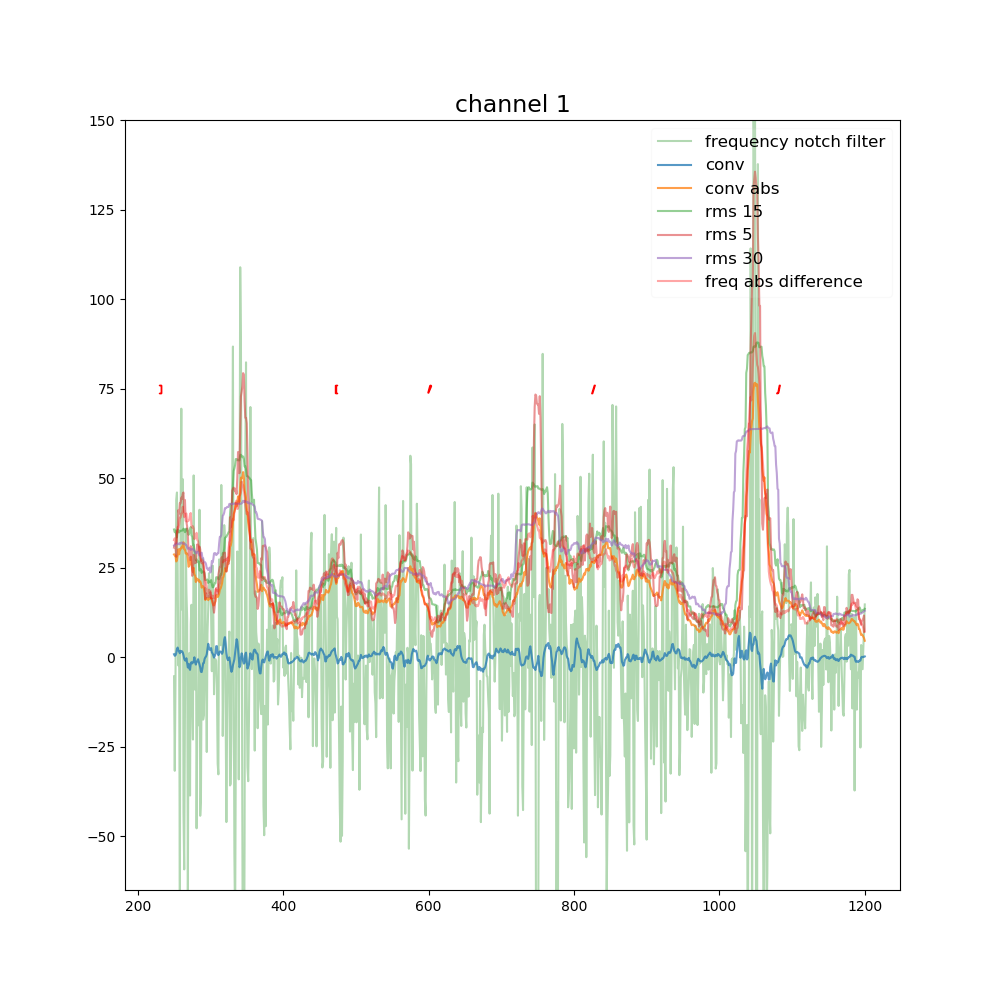 channel 1
150
125
100
75
50
25
0
−25
−50
200
400
600
800
1000
1200
frequency notch filter
conv
conv abs
rms 15
rms 5
rms 30
freq abs difference
]
[
/
/